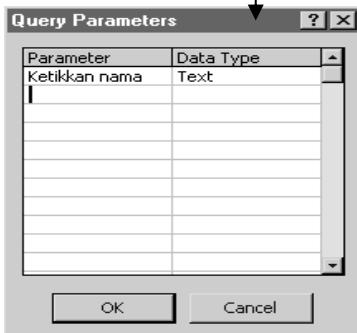 Query Parameters
Parameter Data Type
Ketikkan nama Text
OK Cancel